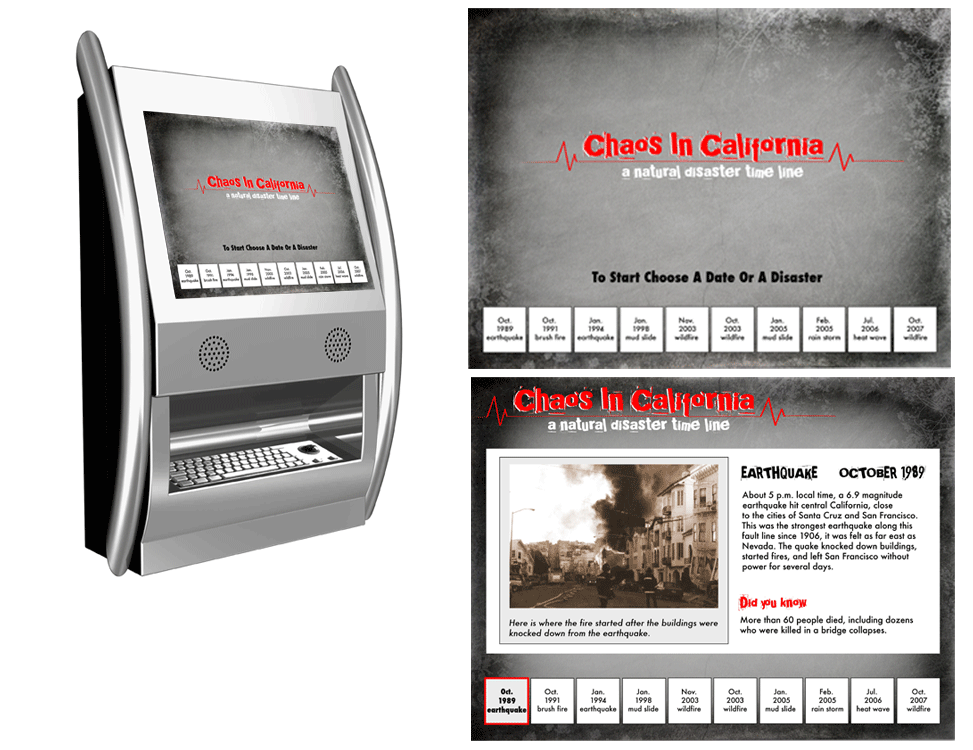 Chaos In California
a natural disaster time line
To Start Choose A Date Or A Disaster
Oct.
1989
earthquake
Oct.
1991
brush fire
Jan.
1994
earthquake
Jan.
1998
mud slide
Nov.
2003
wildfire
Oct.
2003
wildfire
Jan.
2005
mud slide
Feb.
2005
rain storm
Jul.
2006
heat wave
Oct.
2007
wildfire
Chaos In California
a natural disaster time line
To Start Choose A Date Or A Disaster
Oct.
1989
earthquake
Oct.
1991
brush fire
Jan.
1994
earthquake
Jan.
1998
mud slide
Nov.
2003
wildfire
Oct.
2003
wildfire
Jan.
2005
mud slide
Feb.
2005
rain storm
Jul.
2006
heat wave
Oct.
2007
wildfire
Chaos In California
a natural disaster time line
EARTHQUAKE OCTOBER 1989
About 5 p.m. local time, a 6.9 magnitude
earthquake hit central California, close
to the cities of Santa Cruz and San Francisco.
This was the strongest earthquake along this
fault line since 1906, it was felt as far east as
Nevada. The quake knocked down buildings,
started fires, and left San Francisco without
power for several days.
Did you know
More than 60 people died, including dozens
who were killed in a bridge collapses.
Here is where the fire started after the buildings were
knocked down from the earthquake.
Oct.
1989
earthquake
Oct.
1991
brush fire
Jan.
1994
earthquake
Jan.
1998
mud slide
Nov.
2003
wildfire
Oct.
2003
wildfire
Jan.
2005
mud slide
Feb.
2005
rain storm
Jul.
2006
heat wave
Oct.
2007
wildfire